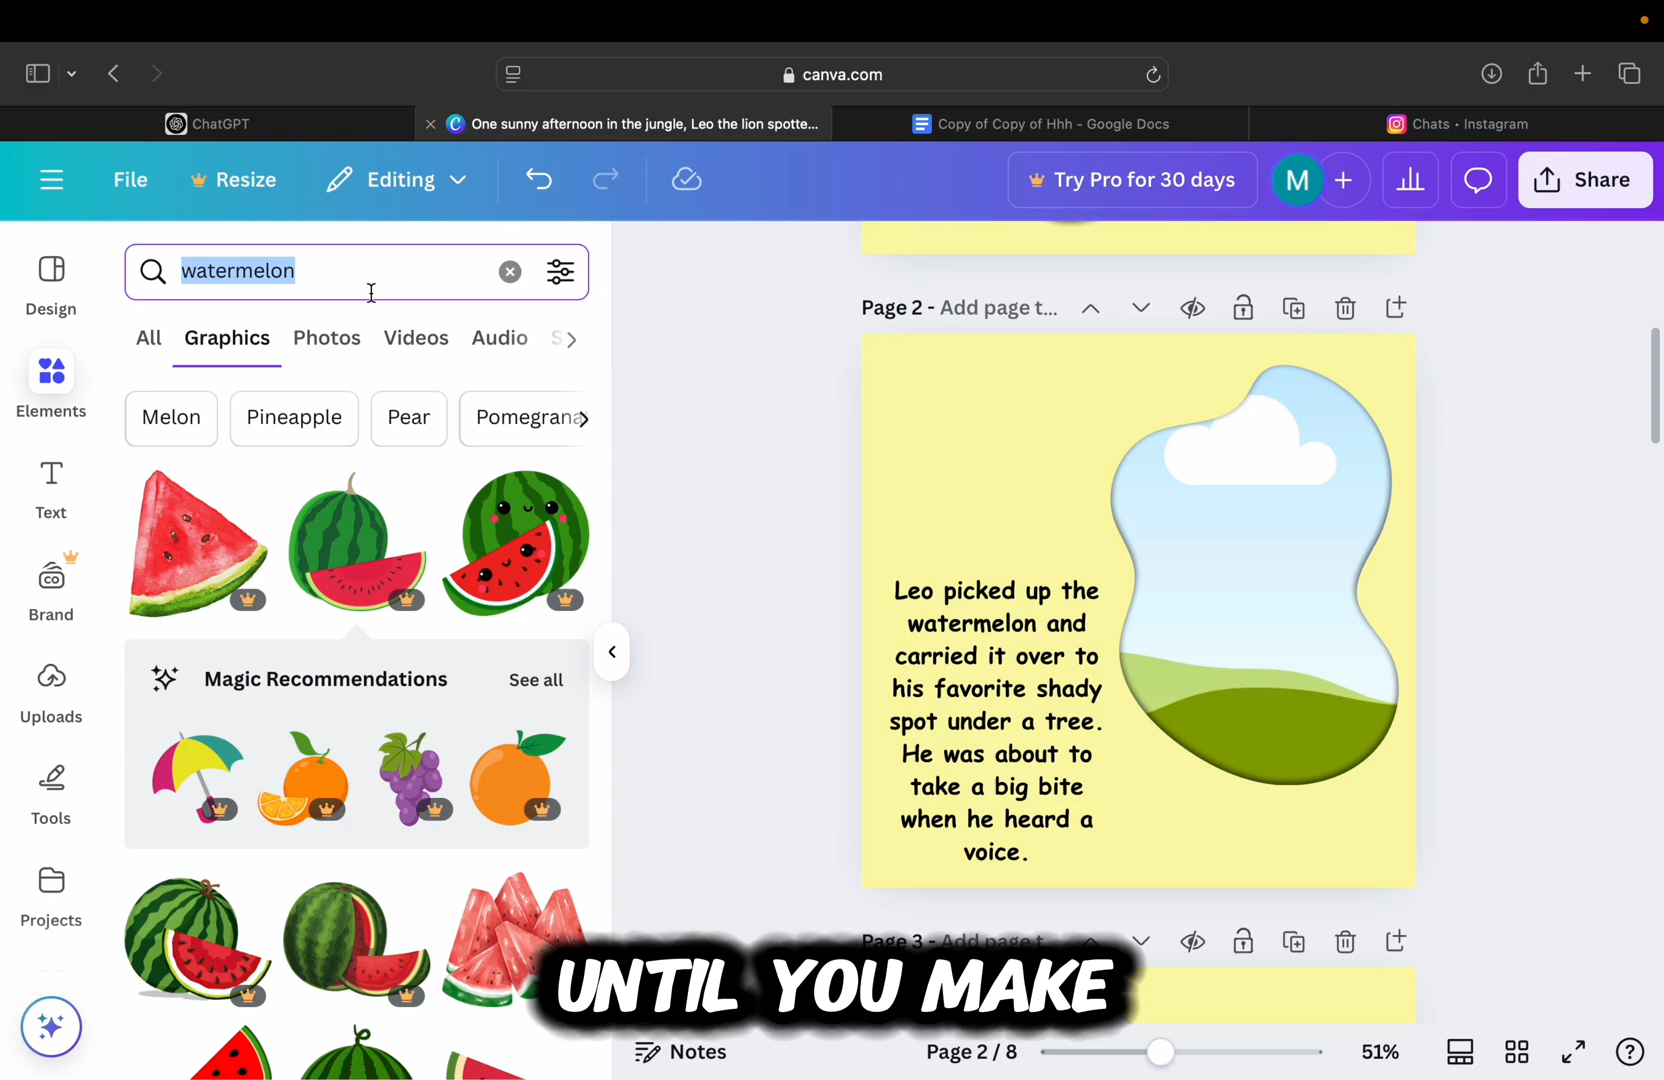 canva.com
ChatGPT
One sunny afternoon in the jungle, Leo the lion spotte...
Copy of Copy of Hhh - Google Docs
Chats • Instagram
File
Resize
Editing
Try Pro for 30 days
M
Share
Design
Elements
Text
Brand
Uploads
Tools
Projects
watermelon
All
Graphics
Photos
Videos
Audio
S
Melon
Pineapple
Pear
Pomegrana
Magic Recommendations
See all
Page 2 - Add page t...
Leo picked up the
watermelon and
carried it over to
his favorite shady
spot under a tree.
He was about to
take a big bite
when he heard a
voice.
Page 3 - Add page t...
UNTIL YOU MAKE
Notes
Page 2 / 8
51%